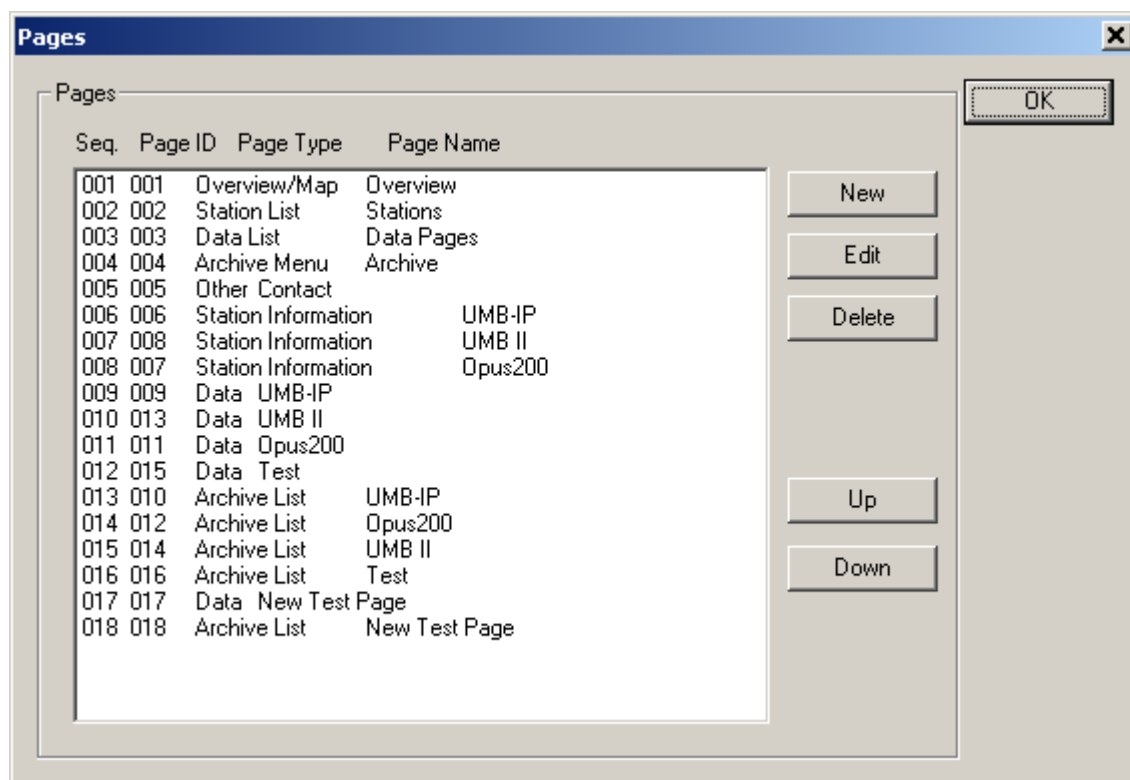 Pages
Pages
OK
Seq. Page ID Page Type Page Name
001 001 Overview/Map Overview
002 002 Station List Stations
003 003 Data List Data Pages
004 004 Archive Menu Archive
005 005 Other Contact
006 006 Station Information UMB-IP
007 008 Station Information UMB II
008 007 Station Information Opus200
009 009 Data UMB-IP
010 013 Data UMB II
011 011 Data Opus200
012 015 Data Test
013 010 Archive List UMB-IP
014 012 Archive List Opus200
015 014 Archive List UMB II
016 016 Archive List Test
017 017 Data New Test Page
018 018 Archive List New Test Page
New
Edit
Delete
Up
Down